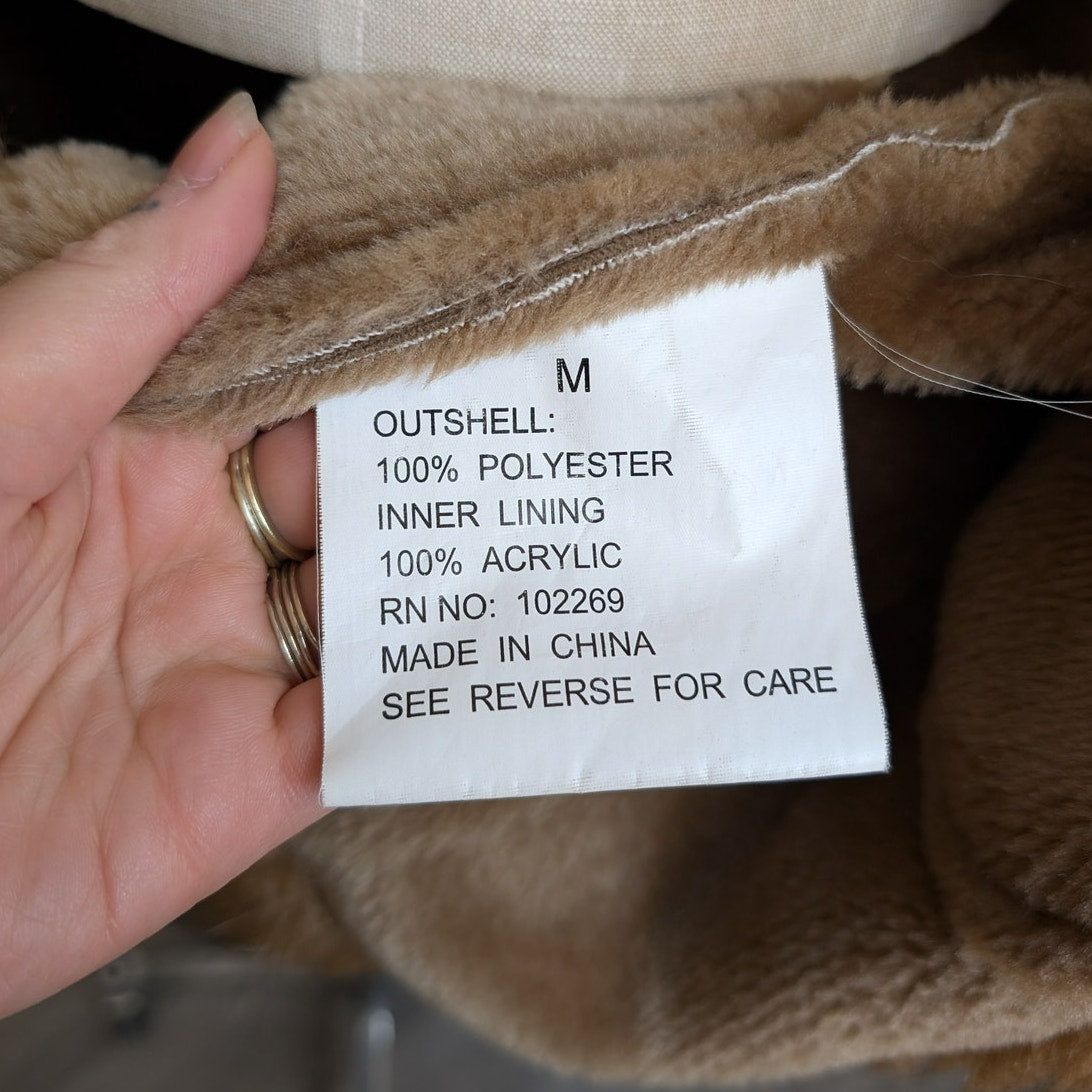 M
OUTSHELL:
100% POLYESTER
INNER LINING
100% ACRYLIC
RN NO: 102269
MADE IN CHINA
SEE REVERSE FOR CARE